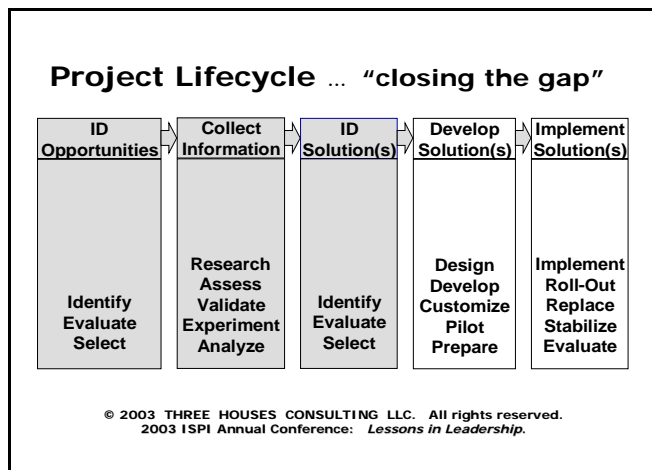 Project Lifecycle ... “closing the gap”
ID
Opportunities
Collect
Information
ID
Solution(s)
Develop
Solution(s)
Implement
Solution(s)
Identify
Evaluate
Select
Research
Assess
Validate
Experiment
Analyze
Identify
Evaluate
Select
Design
Develop
Customize
Pilot
Prepare
Implement
Roll-Out
Replace
Stabilize
Evaluate
© 2003 THREE HOUSES CONSULTING LLC. All rights reserved.
2003 ISPI Annual Conference: Lessons in Leadership.